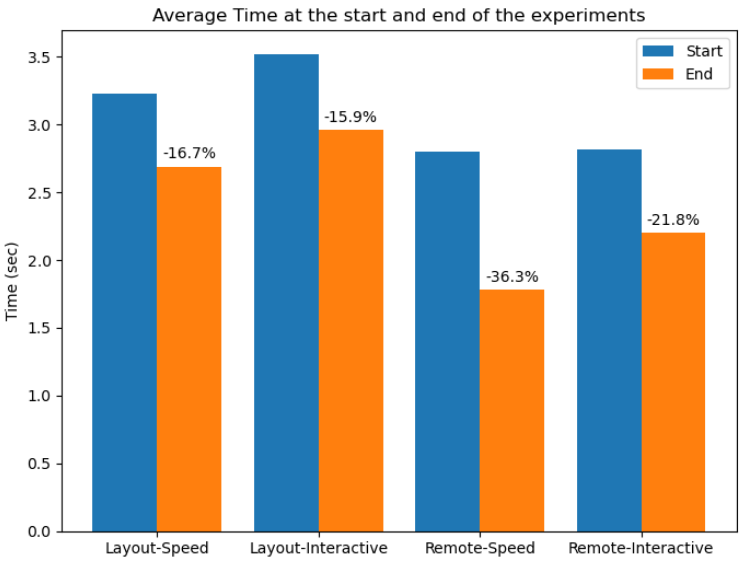 Average Time at the start and end of the experiments
Start
End
-16.7%
-15.9%
-36.3%
-21.8%
Time (sec)
3.5
3.0
2.5
2.0
1.5
1.0
0.5
0.0
Layout-Speed
Layout-Interactive
Remote-Speed
Remote-Interactive